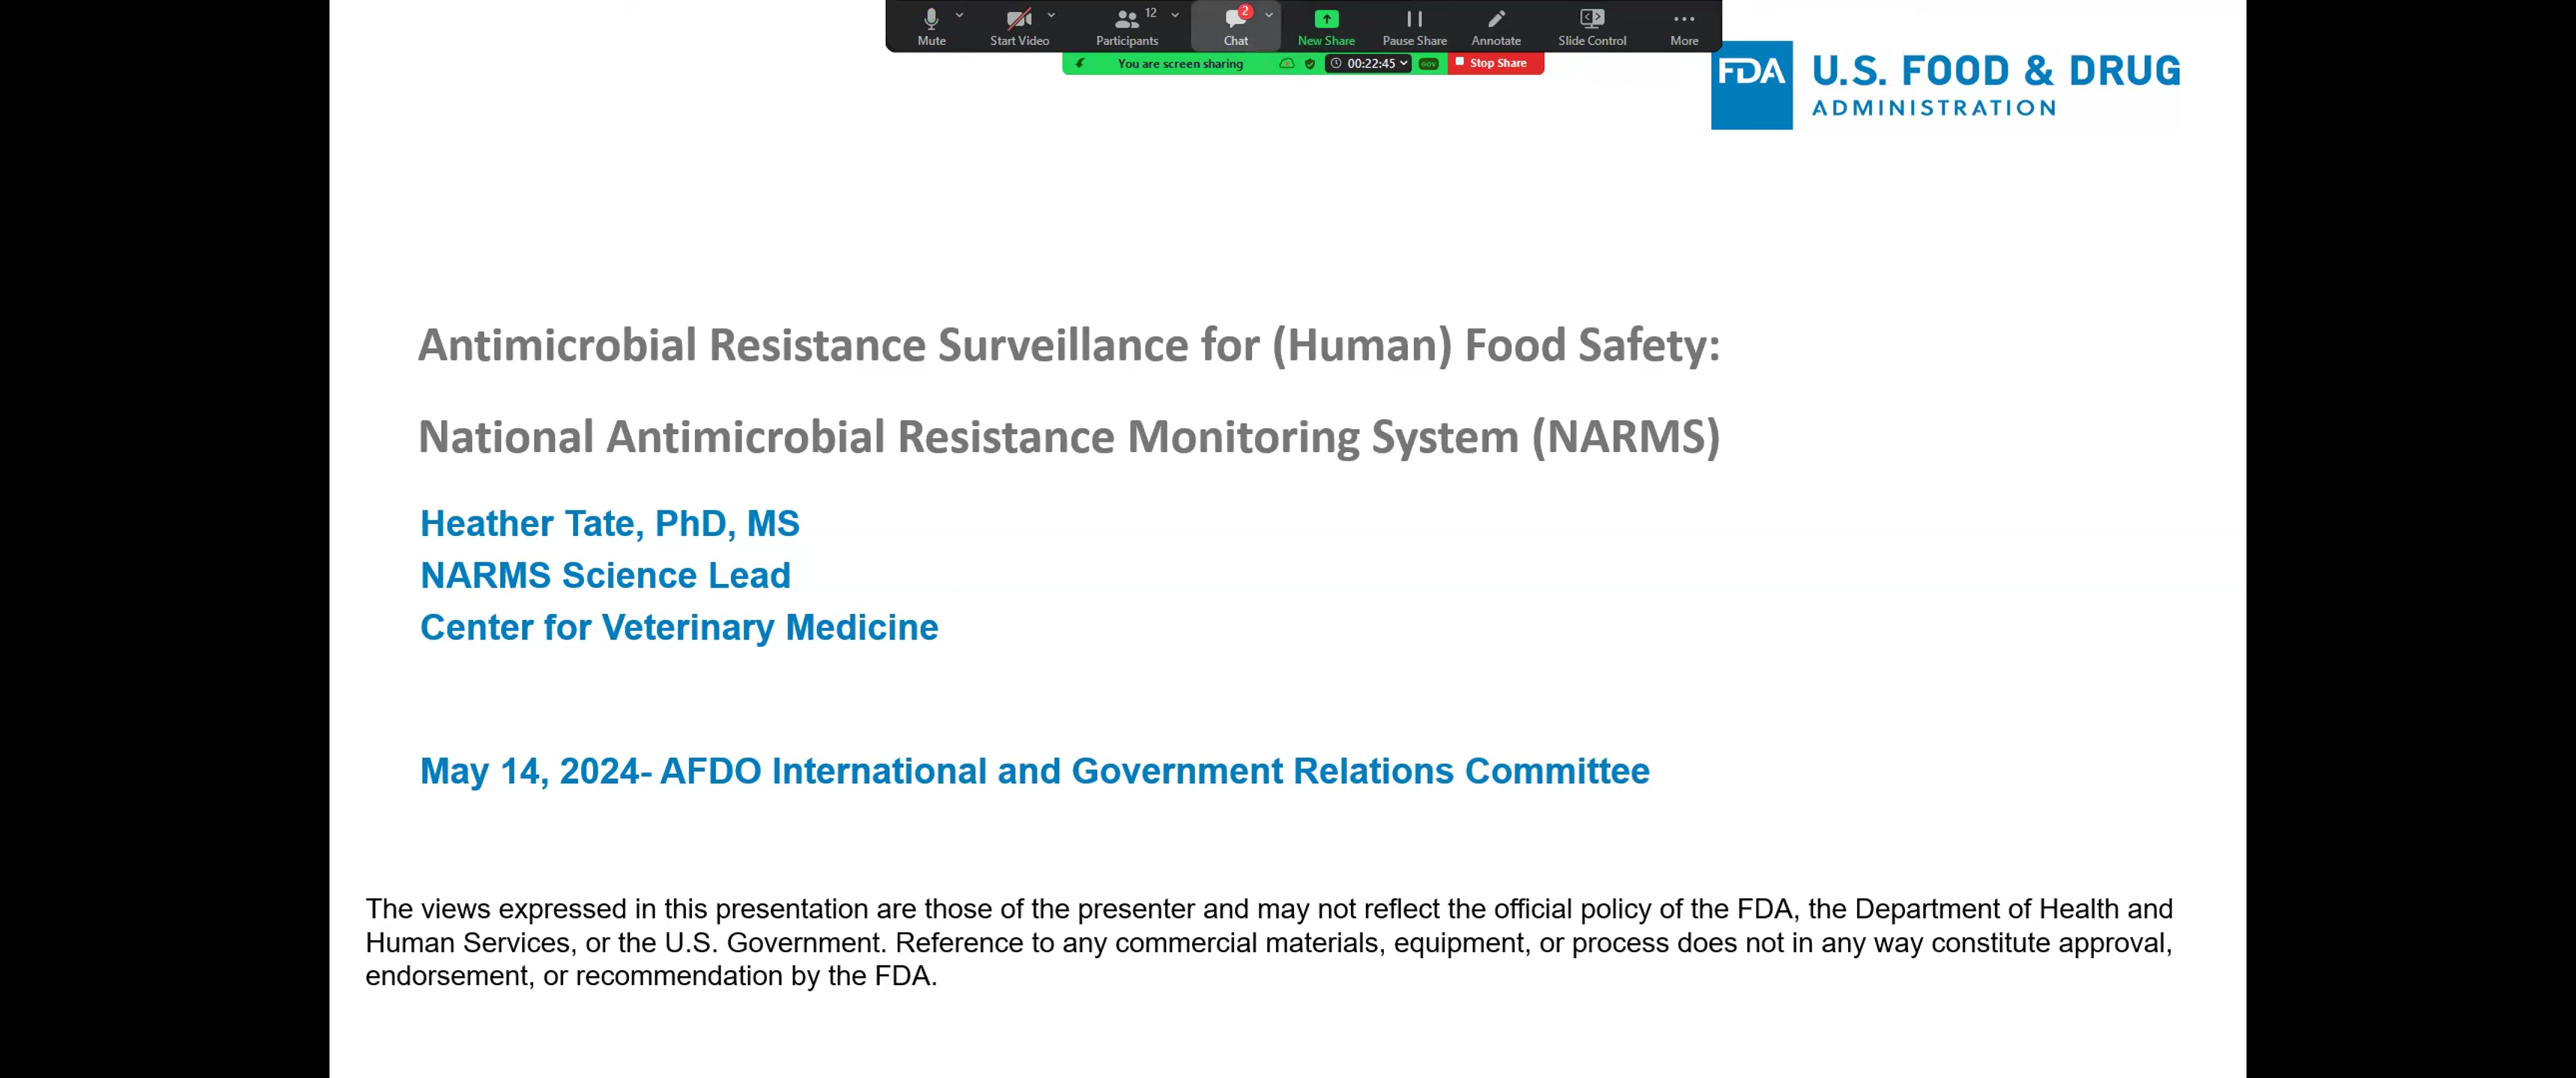 12
2
Mute
Start Video
Participants
Chat
New Share
Pause Share
Annotate
Slide Control
More
You are screen sharing
00:22:45
GOV
Stop Share
FDA
U.S. FOOD & DRUG
ADMINISTRATION
Antimicrobial Resistance Surveillance for (Human) Food Safety:
National Antimicrobial Resistance Monitoring System (NARMS)
Heather Tate, PhD, MS
NARMS Science Lead
Center for Veterinary Medicine
May 14, 2024- AFDO International and Government Relations Committee
The views expressed in this presentation are those of the presenter and may not reflect the official policy of the FDA, the Department of Health and
Human Services, or the U.S. Government. Reference to any commercial materials, equipment, or process does not in any way constitute approval,
endorsement, or recommendation by the FDA.